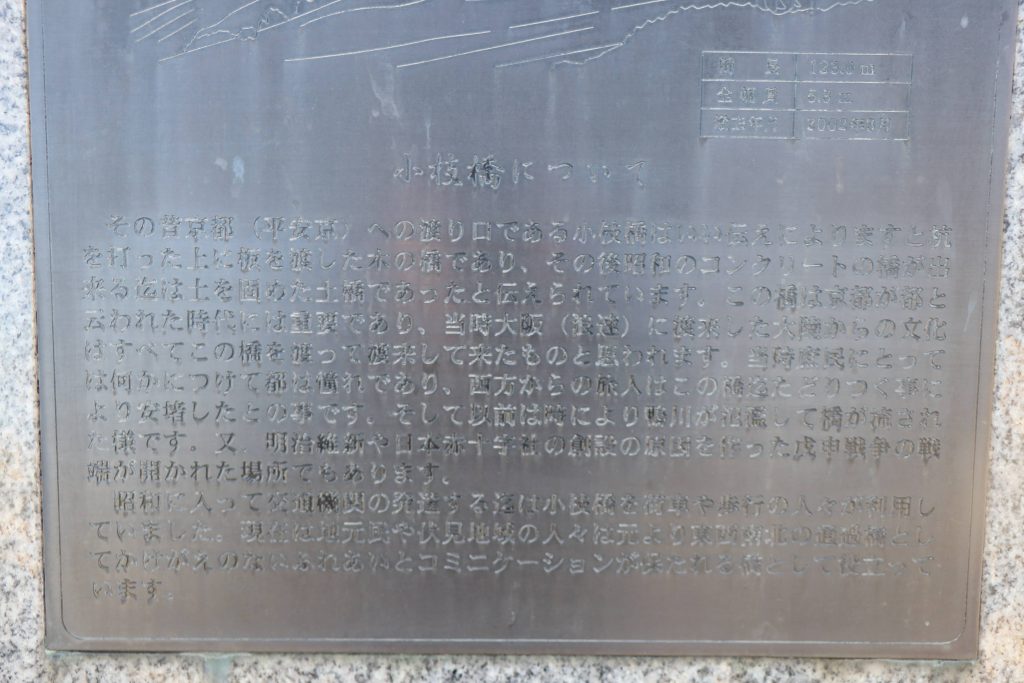 橋 長 128.0m
全幅員
小枝橋について
その昔京都（平安京）への渡り口である小枝橋はいい伝えにより ますと杭
を打った上に板を渡した木の橋であり、その後昭和のコンクリートの橋が出
来る迄は土を固めた土橋であったと伝えられています。この橋は京都が都と
云われた時代には重要であり、当時大阪（浪速）に渡来した大陸からの文化
はすべてこの橋を渡って渡来して来たものと思われます。当時庶民にとって
は何かにつけて都は憧れであり、西方からの旅人はこの橋迄たどりつく事に
より安堵したとの事です。そして以前は時により鴨川が氾濫して橋が流され
た様です。又、明治維新や日本赤十字社の創設の原因を作った戊申戦争の戦
端が開かれた場所でもあります。
昭和に入って交通機関の発達する迄は小枝橋を荷車や歩行の人々が利用し
ていました。現在は地元民や伏見地域の人々は元より東西南北の通過橋とし
てかけがえのないふれあいとコミニケーションが保たれる橋として役立って
います。